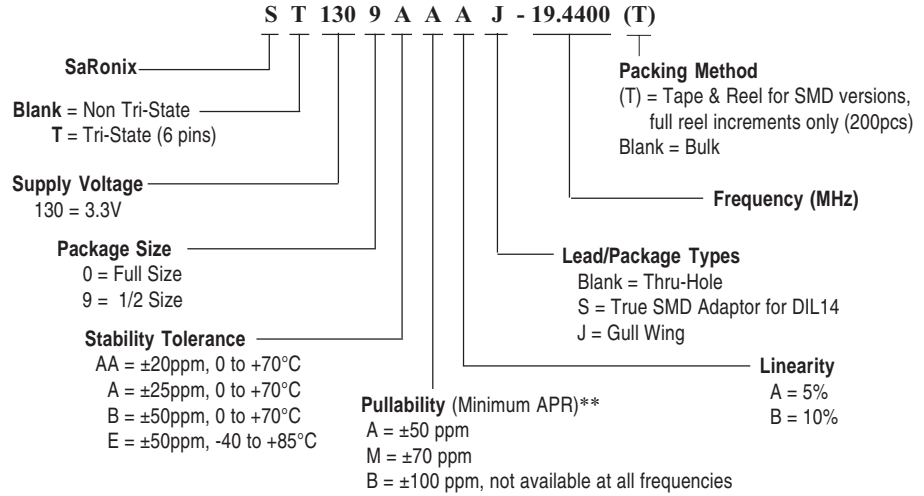 S T 130 9 A A A J - 19.4400 (T)
SaRonix
Blank = Non Tri-State
T = Tri-State (6 pins)
Supply Voltage
130 = 3.3V
Package Size
0 = Full Size
9 = 1/2 Size
Stability Tolerance
AA = ±20ppm, 0 to +70°C
A = ±25ppm, 0 to +70°C
B = ±50ppm, 0 to +70°C
E = ±50ppm, -40 to +85°C
Pullability (Minimum APR)**
A = ±50 ppm
M = ±70 ppm
B = ±100 ppm, not available at all frequencies
Linearity
A = 5%
B = 10%
Lead/Package Types
Blank = Thru-Hole
S = True SMD Adaptor for DIL14
J = Gull Wing
Frequency (MHz)
Packing Method
(T) = Tape & Reel for SMD versions,
full reel increments only (200pcs)
Blank = Bulk